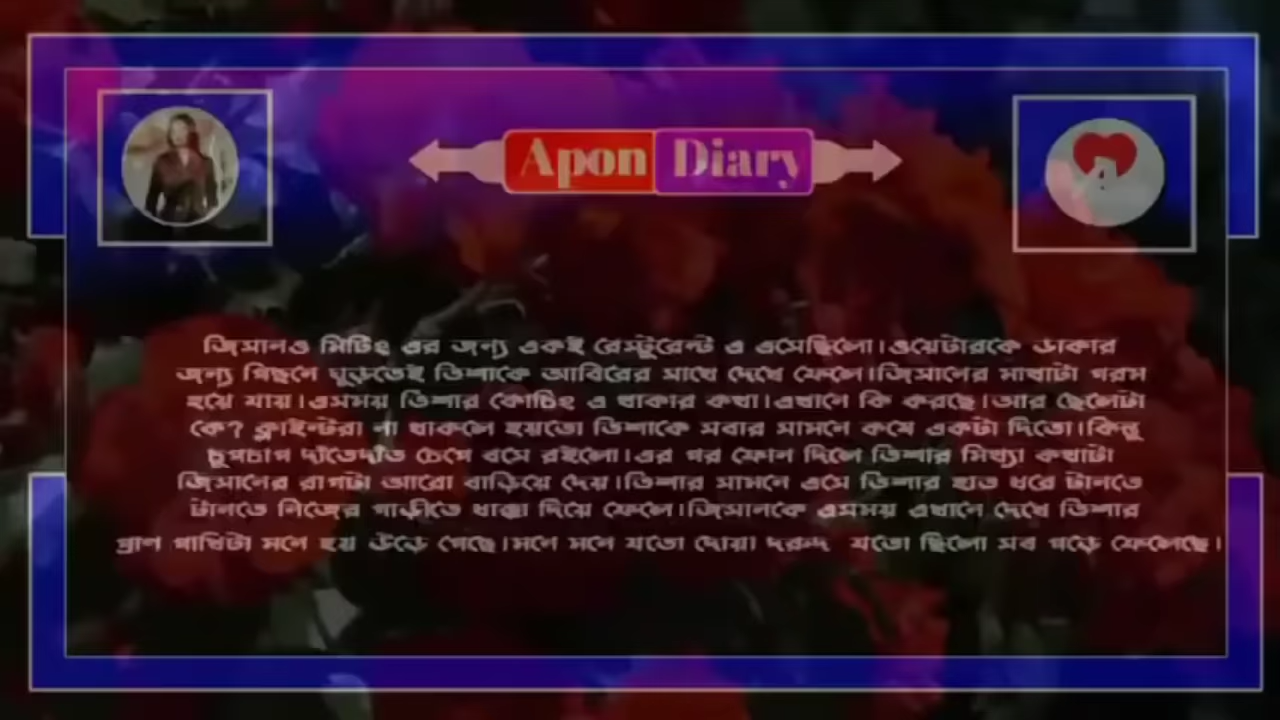 Apon Diary
জিসানও মিটিং এর জন্য একই রেস্টুরেন্ট এ এসেছিলো।ওয়েটারকে ডাকার
জন্য পিছনে ঘুড়তেই তিশাকে আবিরের সাথে দেখে ফেলে।জিসানের মাথাটা গরম
হয়ে যায়।এসময় তিশার কোচিং এ থাকার কথা।এখানে কি করছে।আর ছেলেটা
কে? ক্লাইন্টরা না থাকলে হয়তো তিশাকে সবার সামনে কষে একটা দিতো।কিন্তু
চুপচাপ দাঁতেদাঁত চেপে বসে রইলো।এর পর ফোন দিলে তিশার মিথ্যা কথাটা
জিসানের রাগটা আরো বাড়িয়ে দেয়।তিশার সামনে এসে তিশার হাত ধরে টানতে
টানতে নিজের গাড়ীতে ধাক্কা দিয়ে ফেলে।জিসানকে এসময় এখানে দেখে তিশার
প্রাণ পাখিটা মনে হয় উড়ে গেছে।মনে মনে যতো দোয়া দরুদ যতো ছিলো সব পড়ে ফেলেছে।